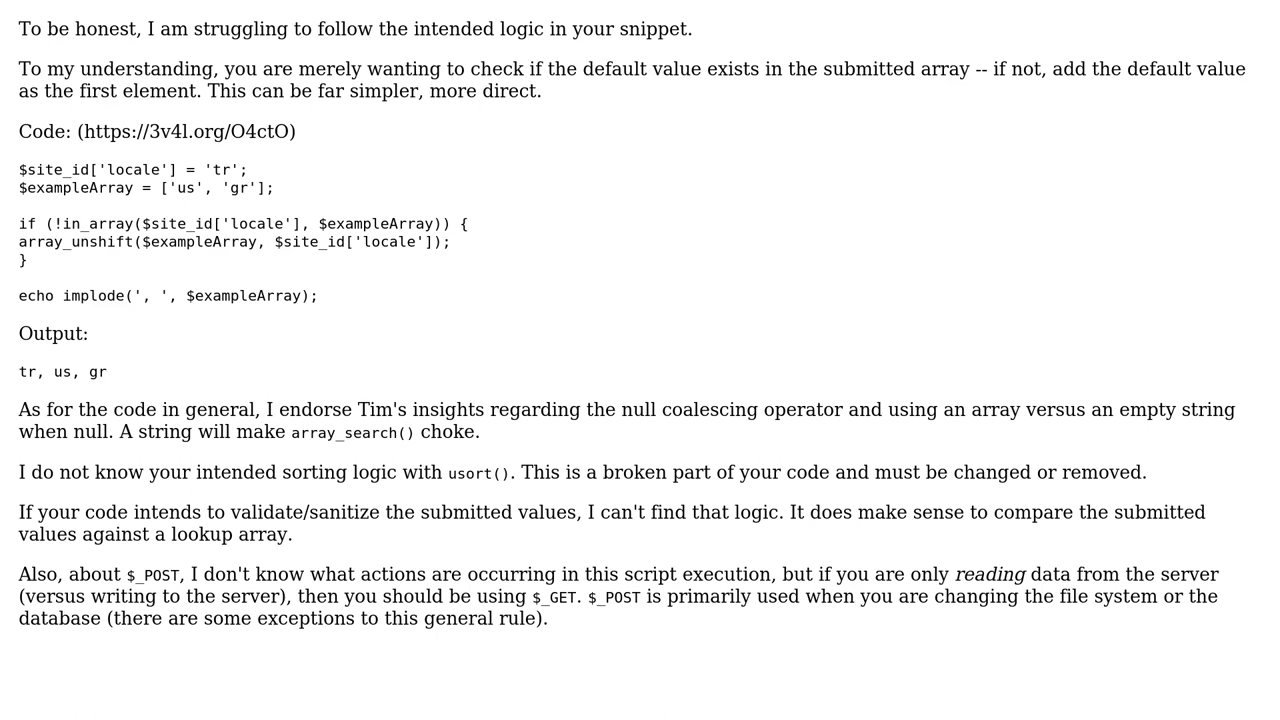 To be honest, I am struggling to follow the intended logic in your snippet.
To my understanding, you are merely wanting to check if the default value exists in the submitted array -- if not, add the default value
as the first element. This can be far simpler, more direct.
Code: (https://3v4l.org/O4ctO)
$site_id['locale'] = 'tr';
$exampleArray = ['us', 'gr'];
if (!in_array($site_id['locale'], $exampleArray)) {
array_unshift($exampleArray, $site_id['locale']);
}
echo implode(', ', $exampleArray);
Output:
tr, us, gr
As for the code in general, I endorse Tim's insights regarding the null coalescing operator and using an array versus an empty string
when null. A string will make array_search() choke.
I do not know your intended sorting logic with usort(). This is a broken part of your code and must be changed or removed.
If your code intends to validate/sanitize the submitted values, I can't find that logic. It does make sense to compare the submitted
values against a lookup array.
Also, about $_POST, I don't know what actions are occurring in this script execution, but if you are only reading data from the server
(versus writing to the server), then you should be using $_GET. $_POST is primarily used when you are changing the file system or the
database (there are some exceptions to this general rule).